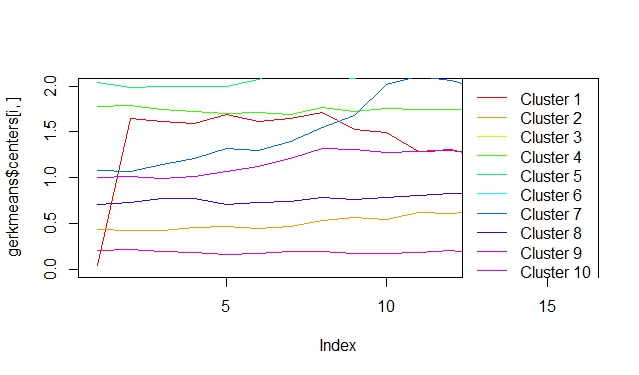 gerkmeans$centers[i, ]
2.0
1.5
1.0
0.5
0.0
Cluster 1
Cluster 2
Cluster 3
Cluster 4
Cluster 5
Cluster 6
Cluster 7
Cluster 8
Cluster 9
Cluster 10
5
10
15
Index